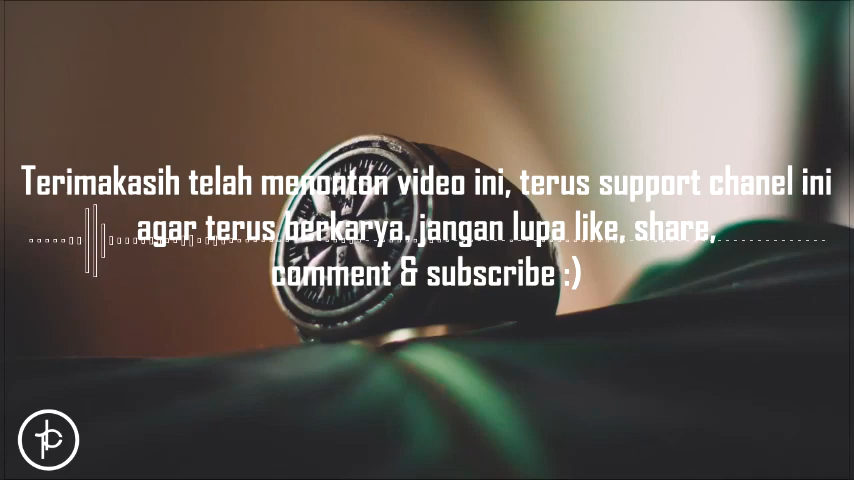 Terimakasih telah menonton video ini, terus support chanel ini
agar terus berkarya. jangan lupa like, share,
comment & subscribe :)